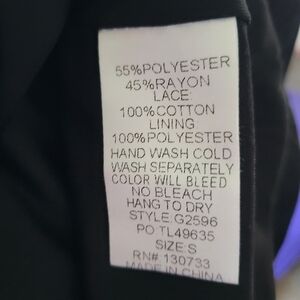 55%POLYESTER
45%RAYON
LACE
100%COTTON
LINING
100%POLYESTER
HAND WASH COLD
WASH SEPARATELY
COLOR WILL BLEED
NO BLEACH
HANG TO DRY
STYLE:G2596
PO:TL49635
SIZE:S
RN# 130733
MADE IN CHINA